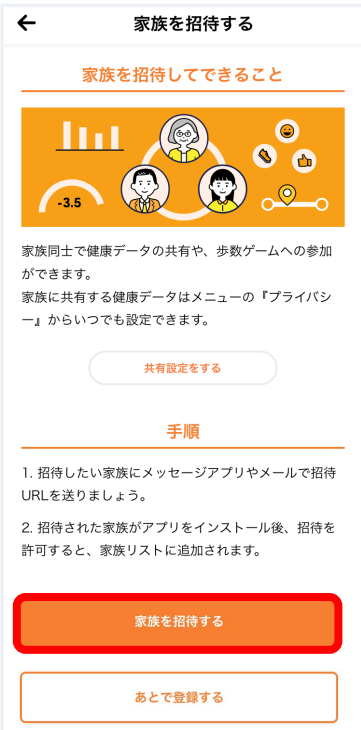 家族を招待する
家族を招待してできること
-3.5
家族同士で健康データの共有や、歩数ゲームへの参加
ができます。
家族に共有する健康データはメニューの『プライバシ
ー』からいつでも設定できます。
共有設定をする
手順
1. 招待したい家族にメッセージアプリやメールで招待
URLを送りましょう。
2. 招待された家族がアプリをインストール後、招待を
許可すると、家族リストに追加されます。
家族を招待する
あとで登録する